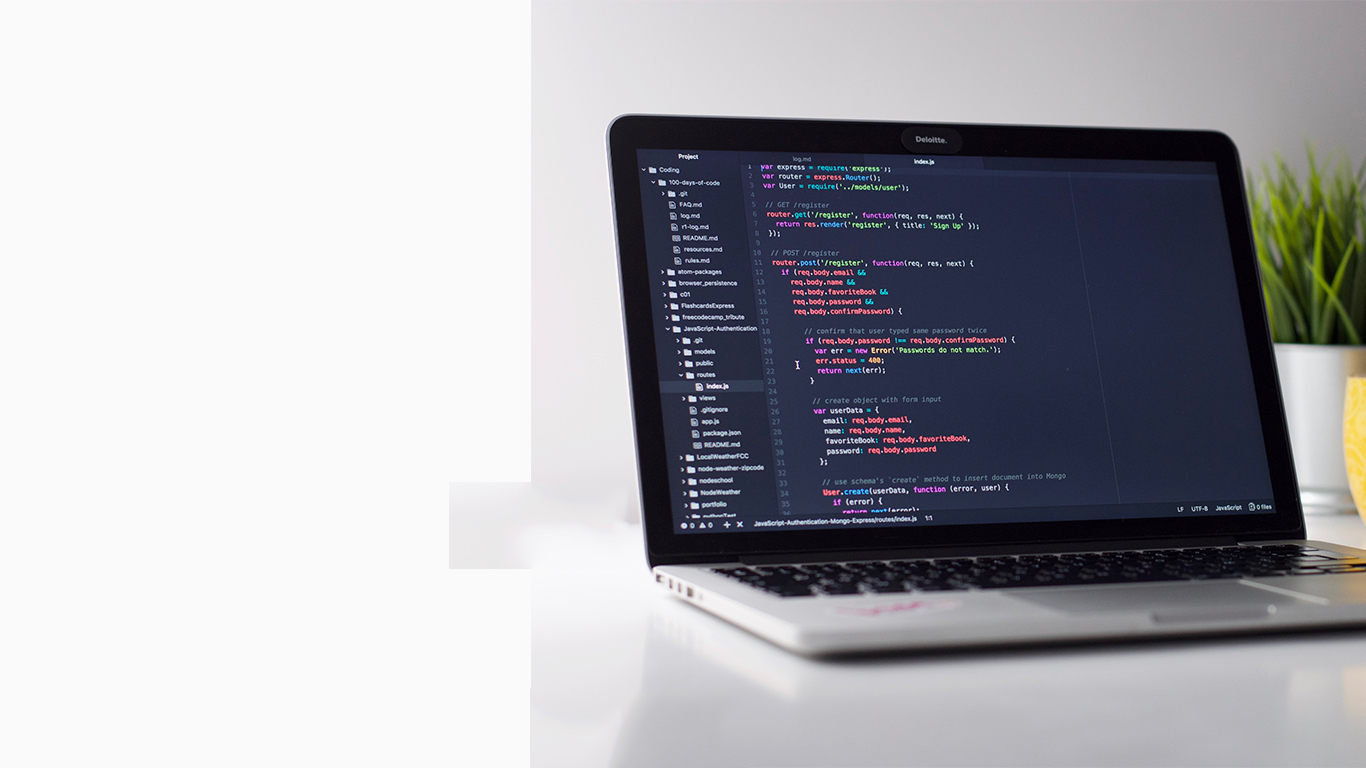 Deloitte.
Project
Coding
100-days-of-code
.git
FAQ.md
log.md
r1-log.md
README.md
resources.md
rules.md
atom-packages
browser_persistence
c01
FlashcardsExpress
freecodecamp_tribute
JavaScript-Authentication
.git
models
public
routes
index.js
views
.gitignore
app.js
package.json
README.md
LocalWeatherFCC
node-weather-zipcode
nodeschool
NodeWeather
portfolio
pythonTest
log.md
index.js
1 var express = require('express');
2 var router = express.Router();
3 var User = require('../models/user');
4
5 // GET /register
6 router.get('/register', function(req, res, next) {
7 return res.render('register', { title: 'Sign Up' });
8 });
9
10 // POST /register
11 router.post('/register', function(req, res, next) {
12 if (req.body.email &&
13 req.body.name &&
14 req.body.favoriteBook &&
15 req.body.password &&
16 req.body.confirmPassword) {
17
18 // confirm that user typed same password twice
19 if (req.body.password !== req.body.confirmPassword) {
20 var err = new Error('Passwords do not match.');
21 err.status = 400;
22 return next(err);
23 }
24
25 // create object with form input
26 var userData = {
27 email: req.body.email,
28 name: req.body.name,
29 favoriteBook: req.body.favoriteBook,
30 password: req.body.password
31 };
32
33 // use schema's `create` method to insert document into Mongo
34 User.create(userData, function (error, user) {
35 if (error) {
36 return next(error);
0 0 JavaScript-Authentication-Mongo-Express/routes/index.js 1:1
LF UTF-8 JavaScript 0 files